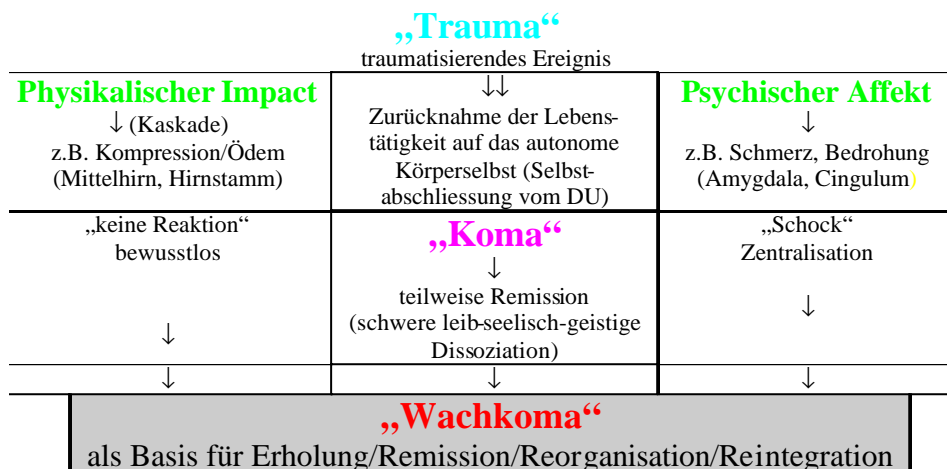 „Trauma“
traumatisierendes Ereignis
Physikalischer Impact
↓ (Kaskade)
z.B. Kompression/Ödem
(Mittelhirn, Hirnstamm)
↓↓
Zurücknahme der Lebens-
tätigkeit auf das autonome
Körperselbst (Selbst-
abschliessung vom DU)
Psychischer Affekt
↓
z.B. Schmerz, Bedrohung
(Amygdala, Cingulum)
„keine Reaktion“
bewusstlos
↓
„Koma“
↓
teilweise Remission
(schwere leib-seelisch-geistige
Dissoziation)
„Schock“
Zentralisation
↓
↓
↓
↓
„Wachkoma“
als Basis für Erholung/Remission/Reorganisation/Reintegration